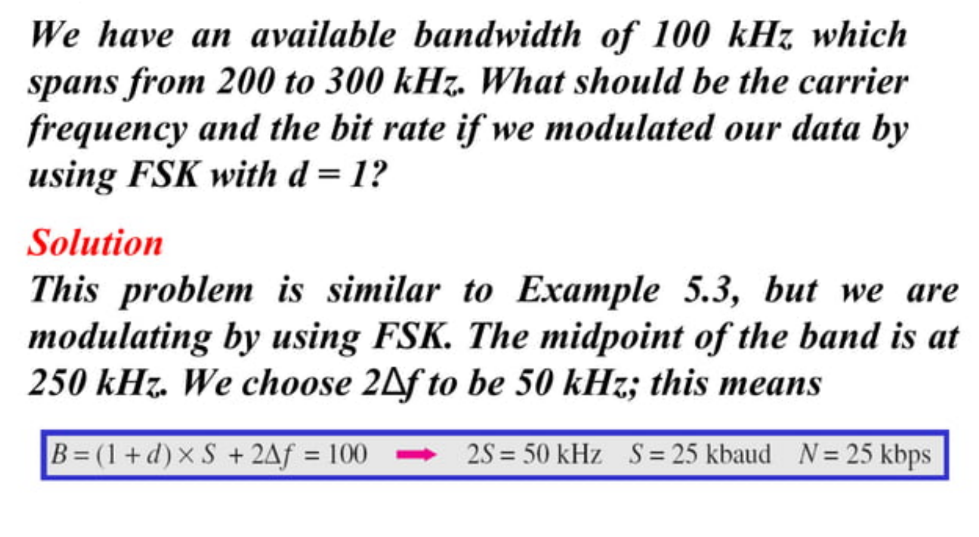 We have an available bandwidth of 100 kHz which
spans from 200 to 300 kHz. What should be the carrier
frequency and the bit rate if we modulated our data by
using FSK with d = 1?
Solution
This problem is similar to Example 5.3, but we are
modulating by using FSK. The midpoint of the band is at
250 kHz. We choose 2Δf to be 50 kHz; this means
B = (1 + d) × S + 2Δf = 100 → 2S = 50 kHz S = 25 kbaud N = 25 kbps